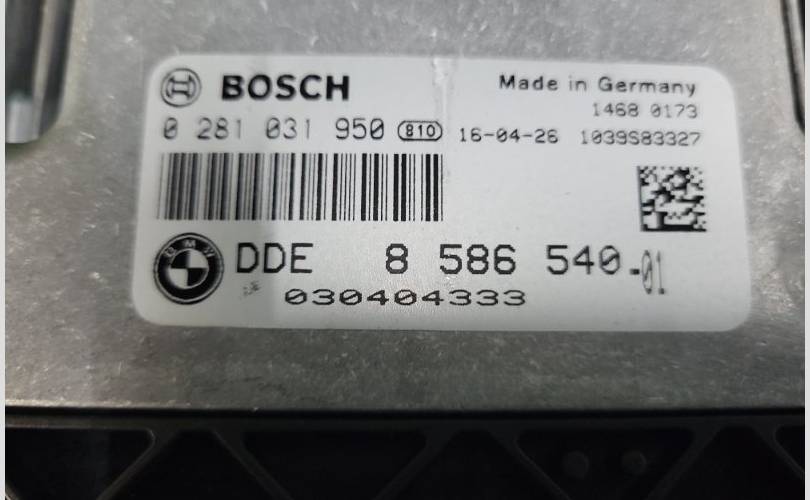 BOSCH
Made in Germany
1468 0173
0 281 031 950 810 16-04-26 1039S83327
BMW
DDE 8 586 540-01
030404333